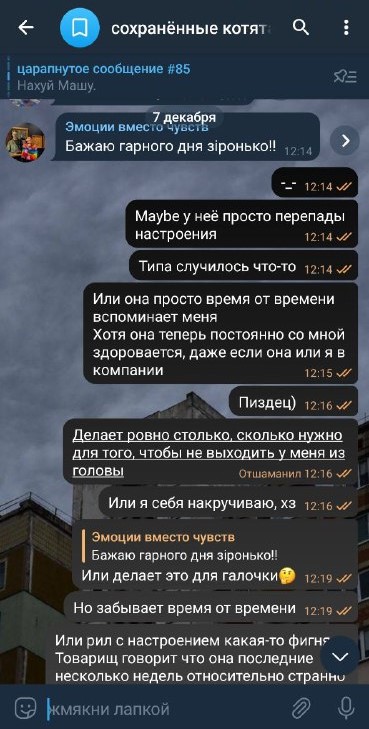 сохранённые котят
царапнутое сообщение #85
Нахуй Машу.
7 декабря
Эмоции вместо чувств
Бажаю гарного дня зіронько!! 12:14
-_- 12:14
Maybe у неё просто перепады
настроения 12:14
Типа случилось что-то 12:14
Или она просто время от времени
вспоминает меня
Хотя она теперь постоянно со мной
здоровается, даже если она или я в
компании 12:15
Пиздец) 12:16
Делает ровно столько, сколько нужно
для того, чтобы не выходить у меня из
головы Отшаманил 12:16
Или я себя накручиваю, хз 12:16
Эмоции вместо чувств
Бажаю гарного дня зіронько!!
Или делает это для галочки🤔 12:19
Но забывает время от времени 12:19
Или рил с настроением какая-то фигня
Товарищ говорит что она последние
несколько недель относительно странно
жмякни лапкой